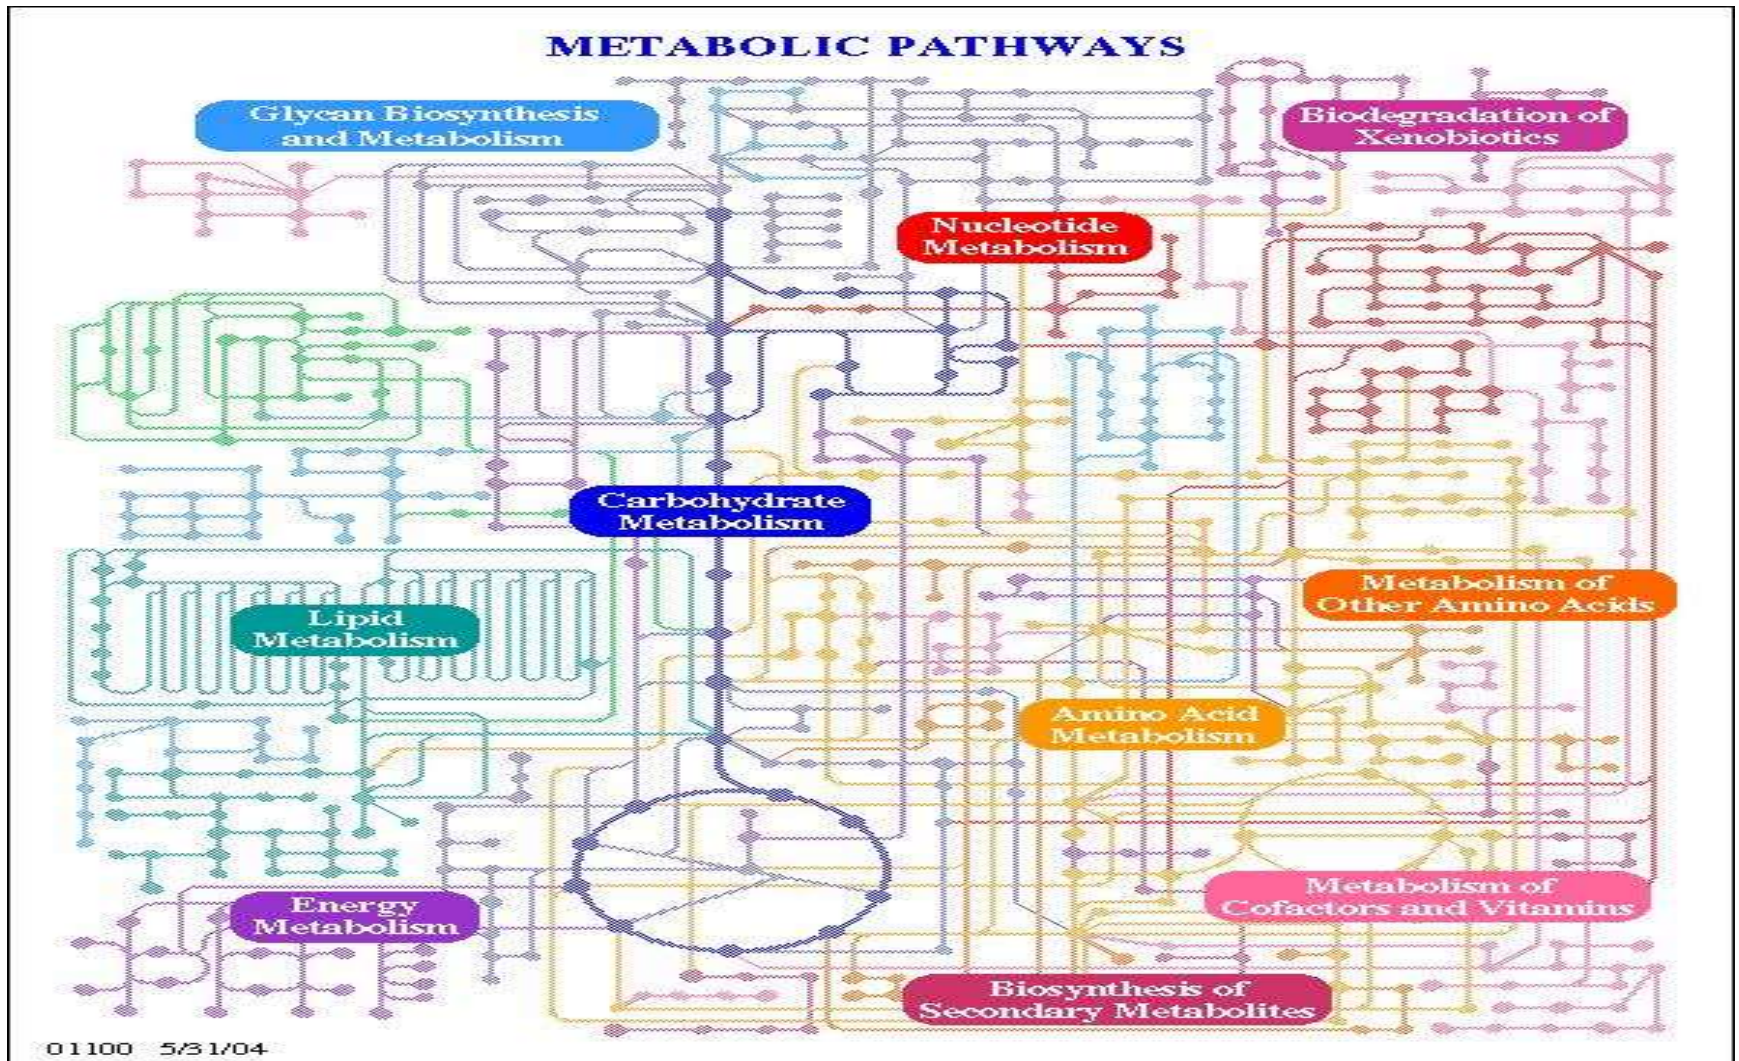 METABOLIC PATHWAYS
Glycan Biosynthesis
and Metabolism
Biodegradation of
Xenobiotics
Nucleotide
Metabolism
Carbohydrate
Metabolism
Metabolism of
Other Amino Acids
Lipid
Metabolism
Amino Acid
Metabolism
Metabolism of
Cofactors and Vitamins
Energy
Metabolism
Biosynthesis of
Secondary Metabolites
01100 5/31/04